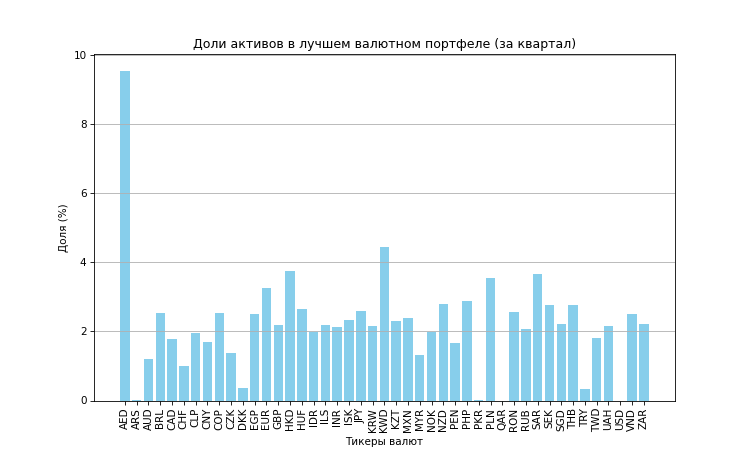 Доли активов в лучшем валютном портфеле (за квартал)
Доля (%)
10
8
6
4
2
0
AED ARS AUD BRL CAD CHF CLP CNY COP CZK DKK EGP EUR GBP HKD HUF IDR ILS INR ISK JPY KRW KWD KZT MXN MYR NOK NZD PEN PHP PKR PLN QAR RON RUB SAR SEK SGD THB TRY TWD UAH USD VND ZAR
Тикеры валют